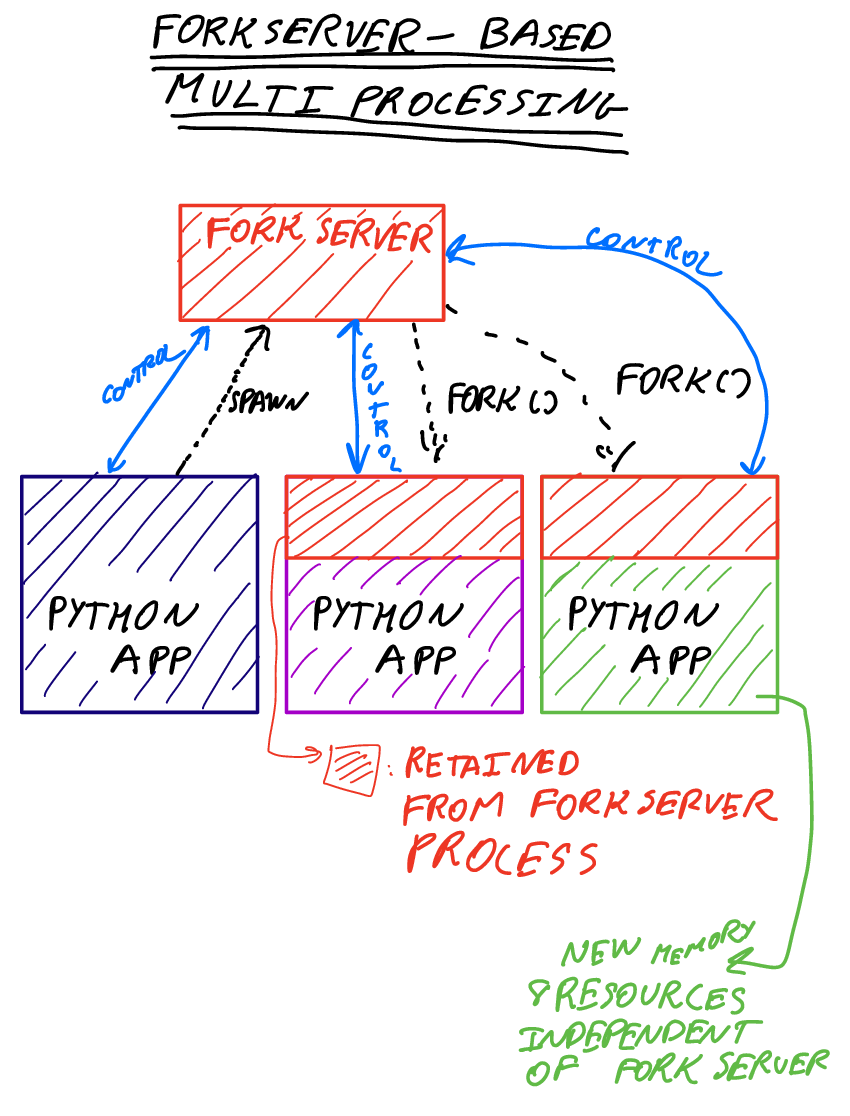 FORKSERVER - BASED
MULTI PROCESSING
FORK SERVER
CONTROL
CONTROL
SPAWN
CONTROL
FORK()
FORK()
PYTHON
APP
PYTHON
APP
PYTHON
APP
: RETAINED
FROM FORKSERVER
PROCESS
NEW MEMORY
& RESOURCES
INDEPENDENT
OF FORK SERVER